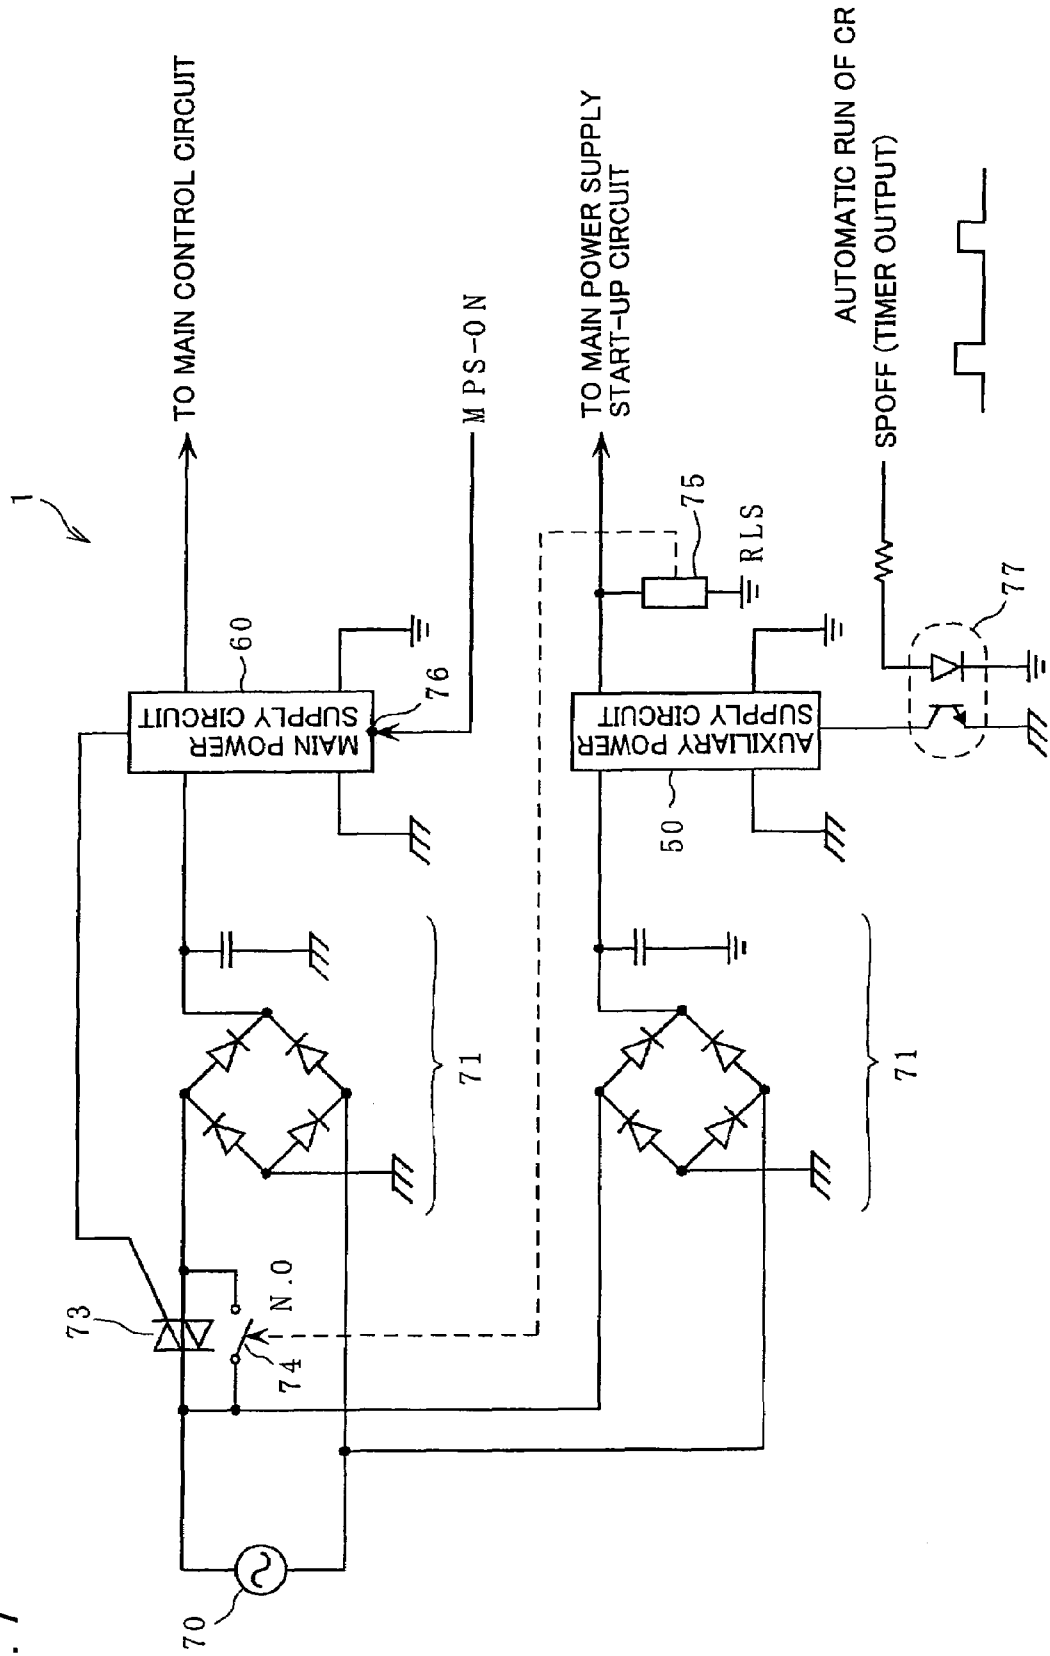 . 7
1
TO MAIN CONTROL CIRCUIT
60
MAIN POWER
SUPPLY CIRCUIT
76
MPS-ON
73
N.O
74
70
71
TO MAIN POWER SUPPLY
START-UP CIRCUIT
75
RLS
50
AUXILIARY POWER
SUPPLY CIRCUIT
71
AUTOMATIC RUN OF CR
SPOFF (TIMER OUTPUT)
77